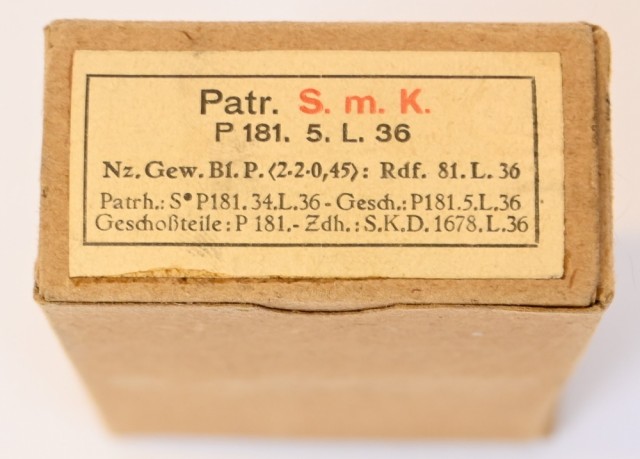 Patr. S. m. K.
P 181. 5. L. 36
Nz. Gew. Bl. P. ⟨2·2·0,45⟩: Rdf. 81. L. 36
Patrh.: S* P181. 34. L. 36 - Gesch.: P181. 5. L. 36
Geschoßteile: P 181.- Zdh.: S. K. D. 1678. L. 36